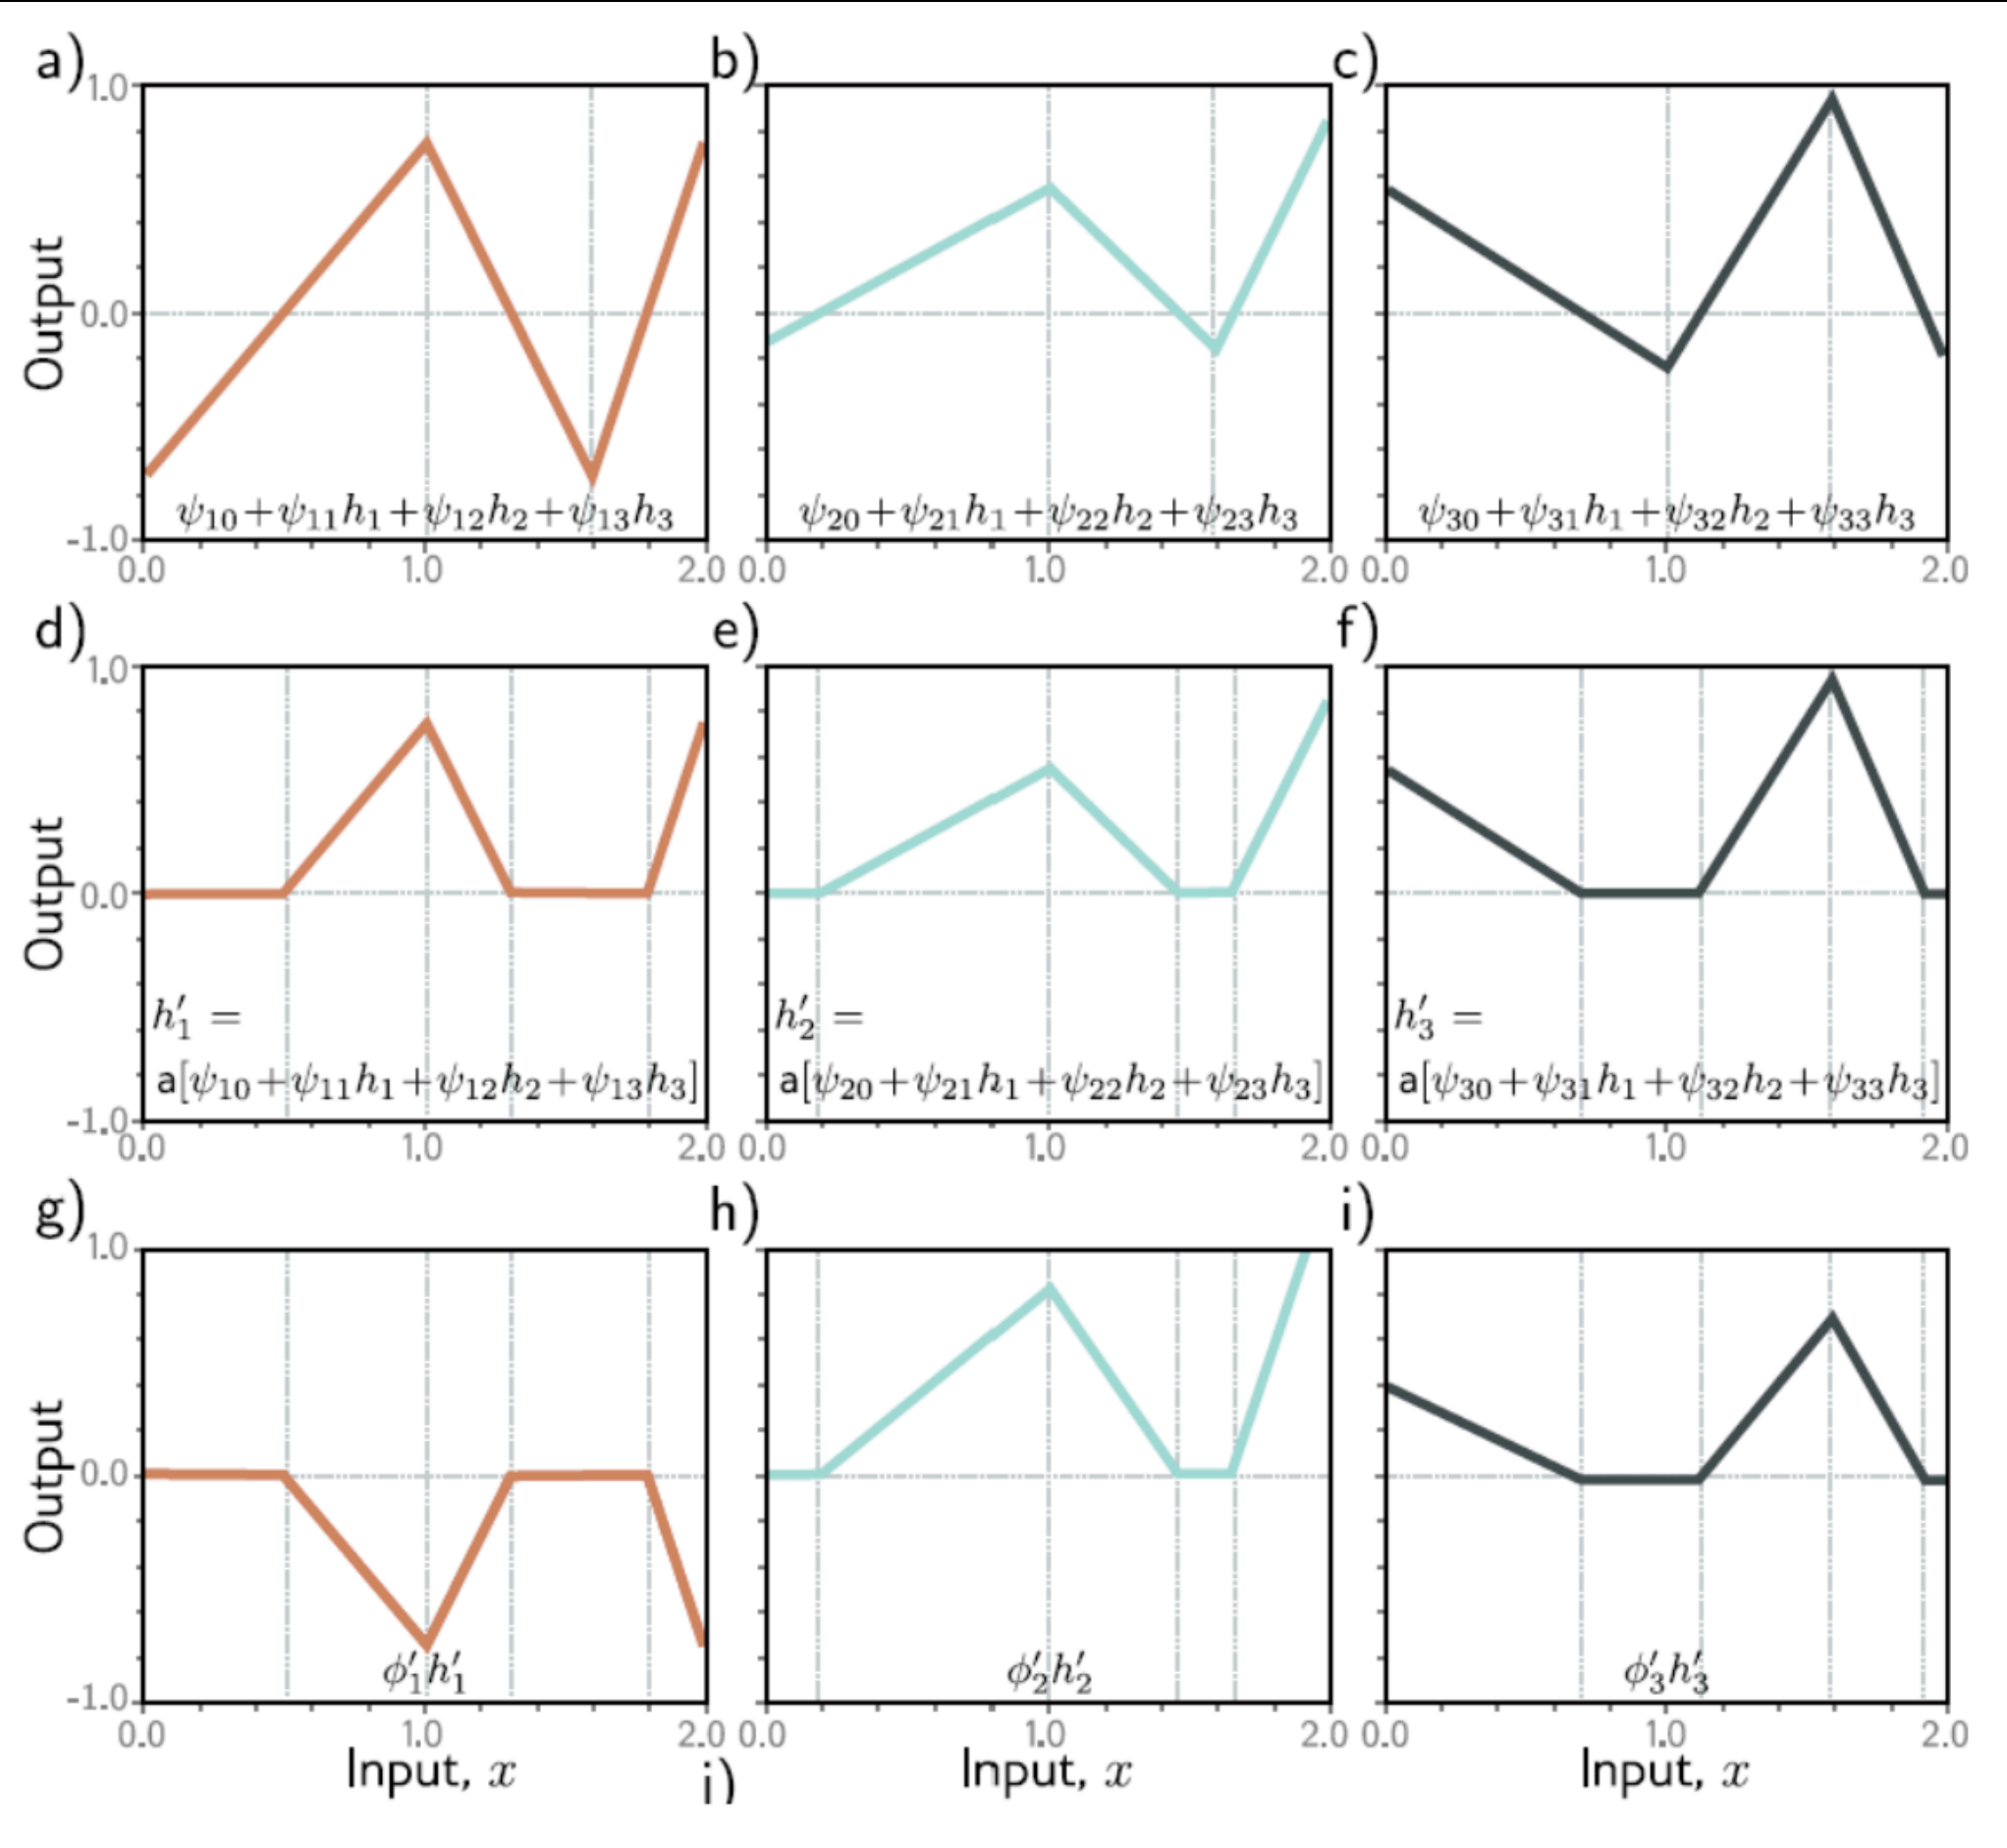 a) b) c)
1.0
Output
0.0
ψ10+ψ11h1+ψ12h2+ψ13h3 ψ20+ψ21h1+ψ22h2+ψ23h3 ψ30+ψ31h1+ψ32h2+ψ33h3
-1.0
0.0 1.0 2.0 0.0 1.0 2.0 0.0 1.0 2.0
d) e) f)
1.0
Output
0.0
h′1 = h′2 = h′3 =
a[ψ10+ψ11h1+ψ12h2+ψ13h3] a[ψ20+ψ21h1+ψ22h2+ψ23h3] a[ψ30+ψ31h1+ψ32h2+ψ33h3]
-1.0
0.0 1.0 2.0 0.0 1.0 2.0 0.0 1.0 2.0
g) h) i)
1.0
Output
0.0
ϕ′1h′1 ϕ′2h′2 ϕ′3h′3
-1.0
0.0 1.0 2.0 0.0 1.0 2.0 0.0 1.0 2.0
Input, x Input, x Input, x
j)